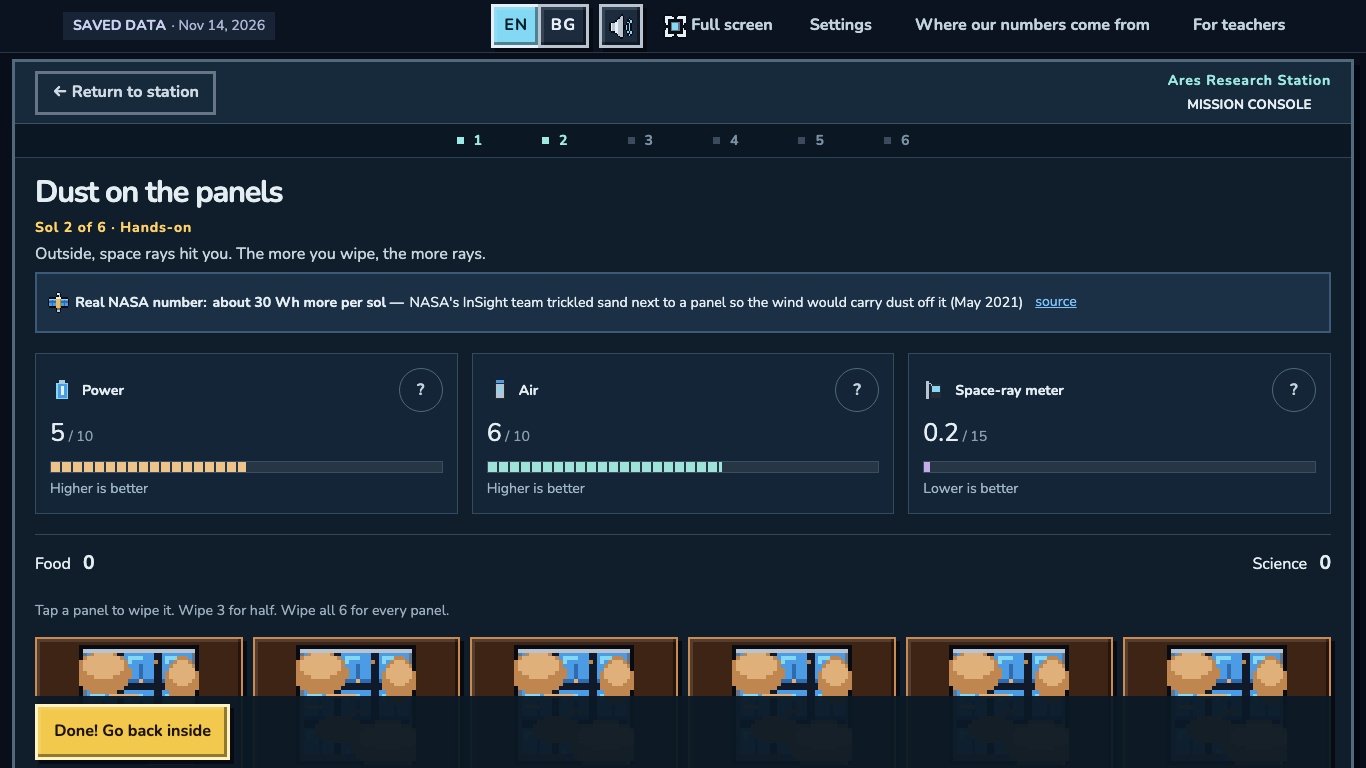 SAVED DATA · Nov 14, 2026
EN BG
Full screen
Settings
Where our numbers come from
For teachers
← Return to station
Ares Research Station
MISSION CONSOLE
1 2 3 4 5 6
Dust on the panels
Sol 2 of 6 · Hands-on
Outside, space rays hit you. The more you wipe, the more rays.
Real NASA number: about 30 Wh more per sol — NASA's InSight team trickled sand next to a panel so the wind would carry dust off it (May 2021) source
Power ?
5 / 10
Higher is better
Air ?
6 / 10
Higher is better
Space-ray meter ?
0.2 / 15
Lower is better
Food 0
Science 0
Tap a panel to wipe it. Wipe 3 for half. Wipe all 6 for every panel.
Done! Go back inside